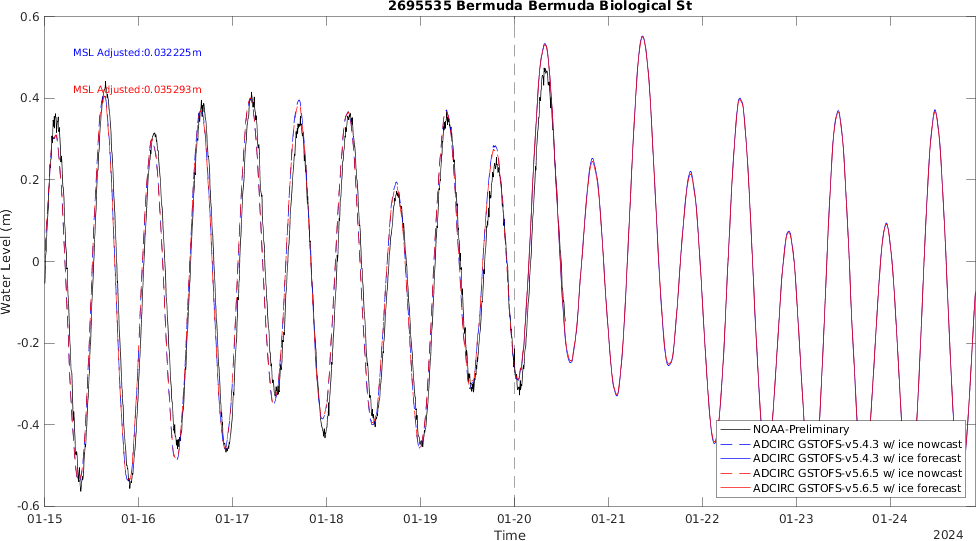 2695535 Bermuda Bermuda Biological St
0.6
MSL Adjusted:0.032225m
MSL Adjusted:0.035293m
0.4
0.2
0
-0.2
-0.4
-0.6
Water Level (m)
NOAA-Preliminary
ADCIRC GSTOFS-v5.4.3 w/ ice nowcast
ADCIRC GSTOFS-v5.4.3 w/ ice forecast
ADCIRC GSTOFS-v5.6.5 w/ ice nowcast
ADCIRC GSTOFS-v5.6.5 w/ ice forecast
01-15 01-16 01-17 01-18 01-19 01-20 01-21 01-22 01-23 01-24
Time
2024